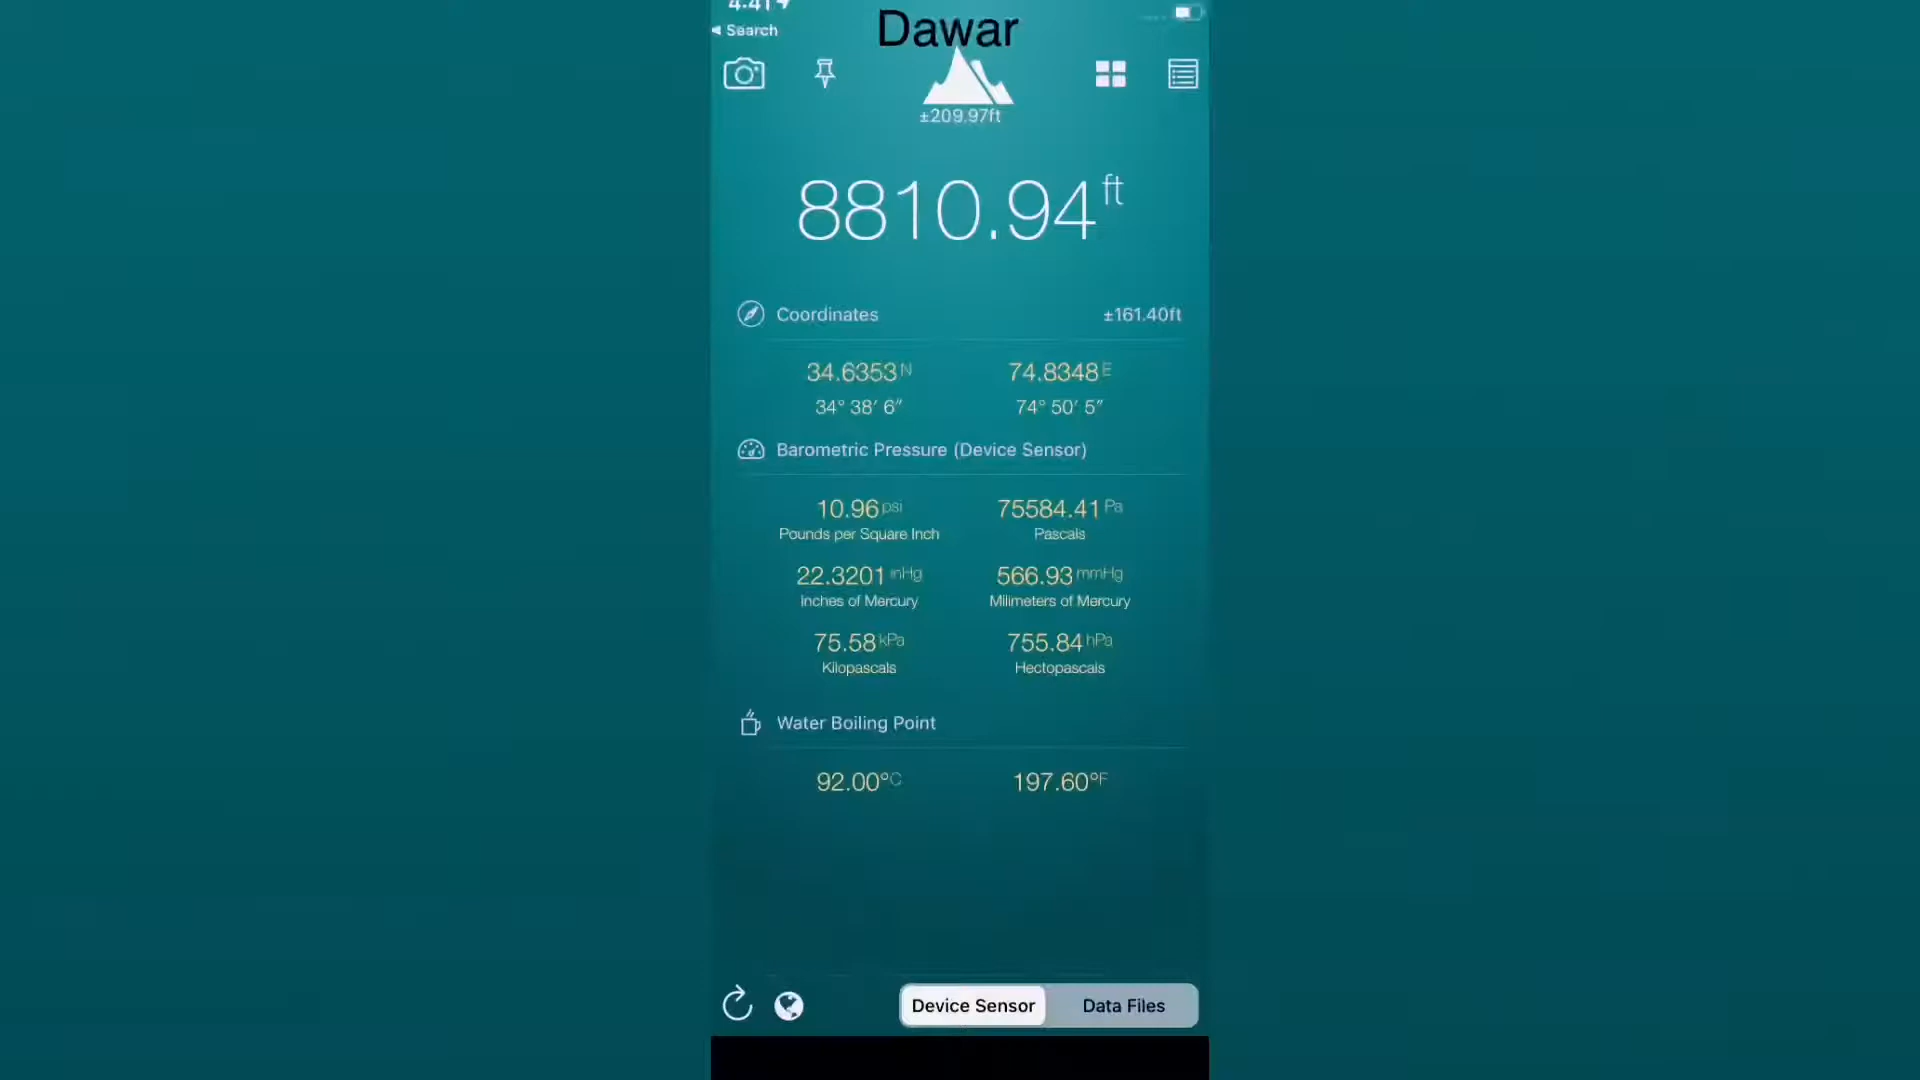 4:41
Search
Dawar
±209.97ft
8810.94 ft
Coordinates ±161.40ft
34.6353 N 74.8348 E
34° 38′ 6″ 74° 50′ 5″
Barometric Pressure (Device Sensor)
10.96 psi 75584.41 Pa
Pounds per Square Inch Pascals
22.3201 inHg 566.93 mmHg
Inches of Mercury Milimeters of Mercury
75.58 kPa 755.84 hPa
Kilopascals Hectopascals
Water Boiling Point
92.00°C 197.60°F
Device Sensor Data Files